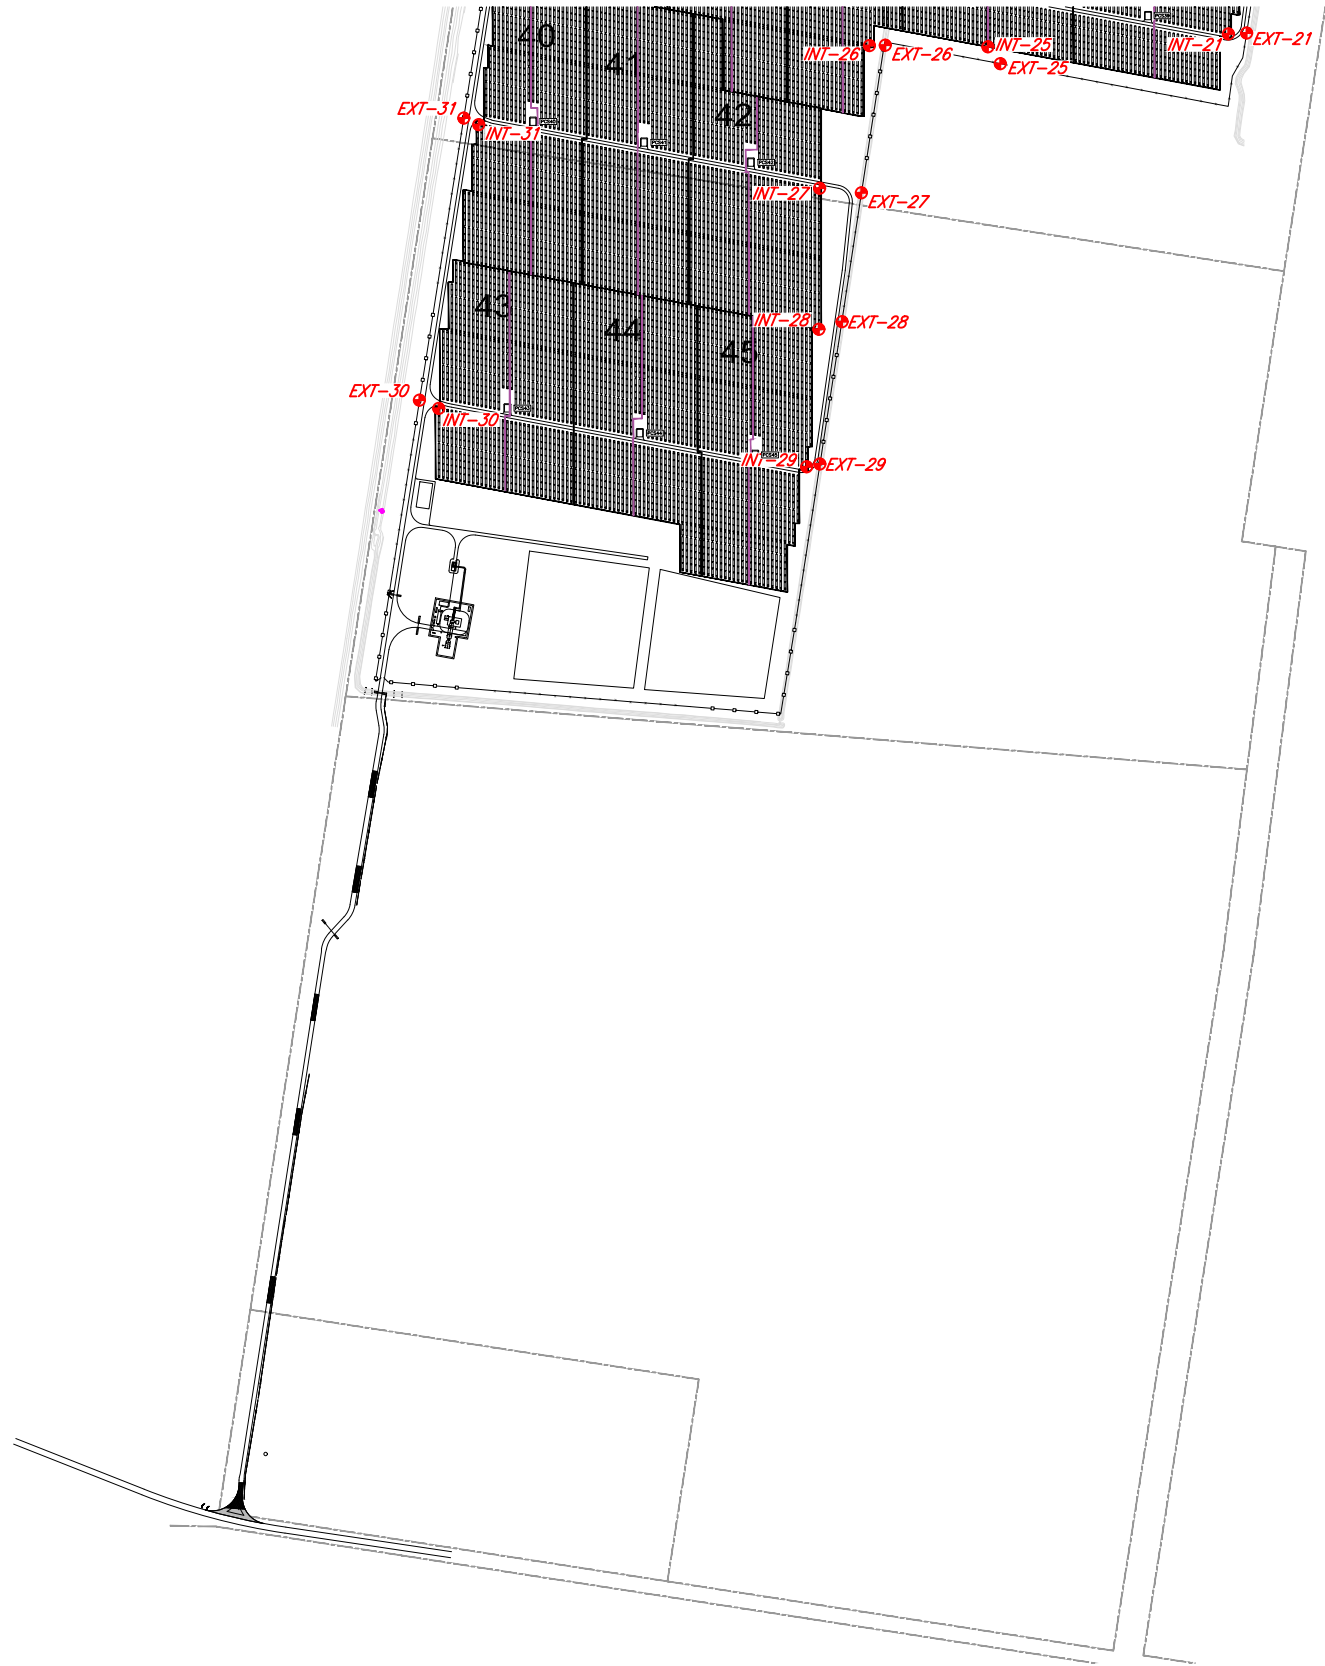 INT-21
EXT-21
40
INT-26
EXT-26
INT-25
EXT-25
41
EXT-31
42
INT-31
INT-27
EXT-27
43
INT-28
EXT-28
44
45
EXT-30
INT-30
INT-29
EXT-29